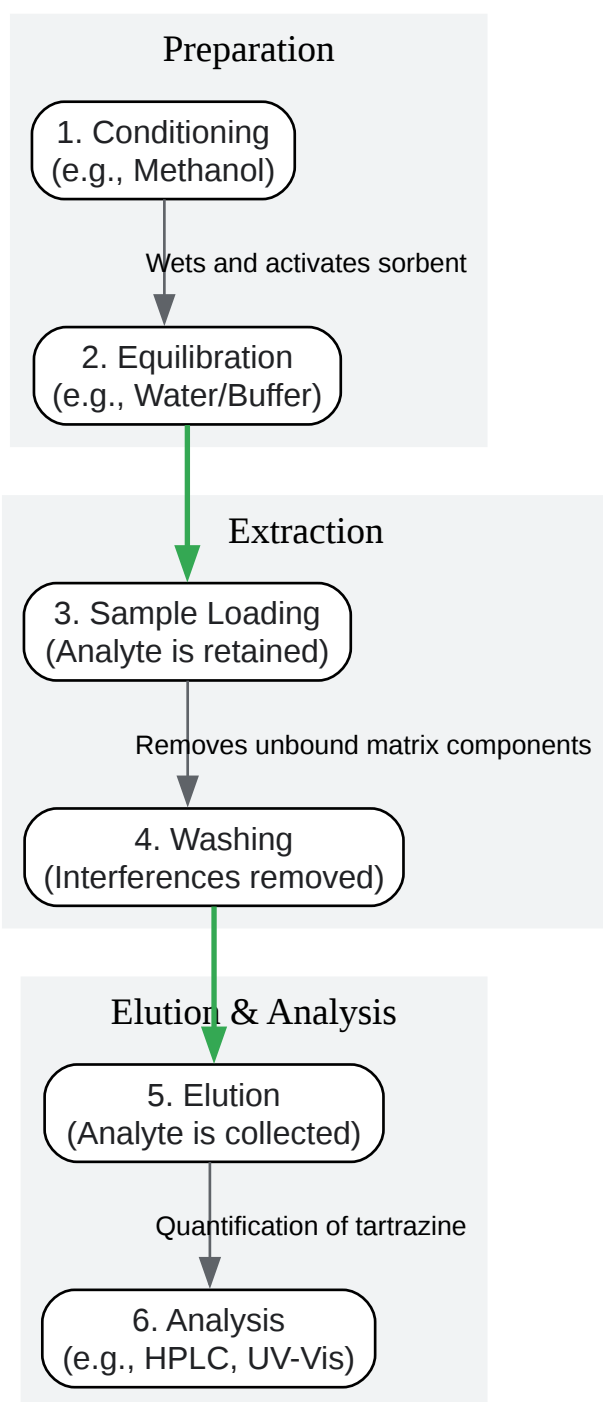 Preparation
1. Conditioning
(e.g., Methanol)
Wets and activates sorbent
2. Equilibration
(e.g., Water/Buffer)
Extraction
3. Sample Loading
(Analyte is retained)
Removes unbound matrix components
4. Washing
(Interferences removed)
Elution & Analysis
5. Elution
(Analyte is collected)
Quantification of tartrazine
6. Analysis
(e.g., HPLC, UV-Vis)